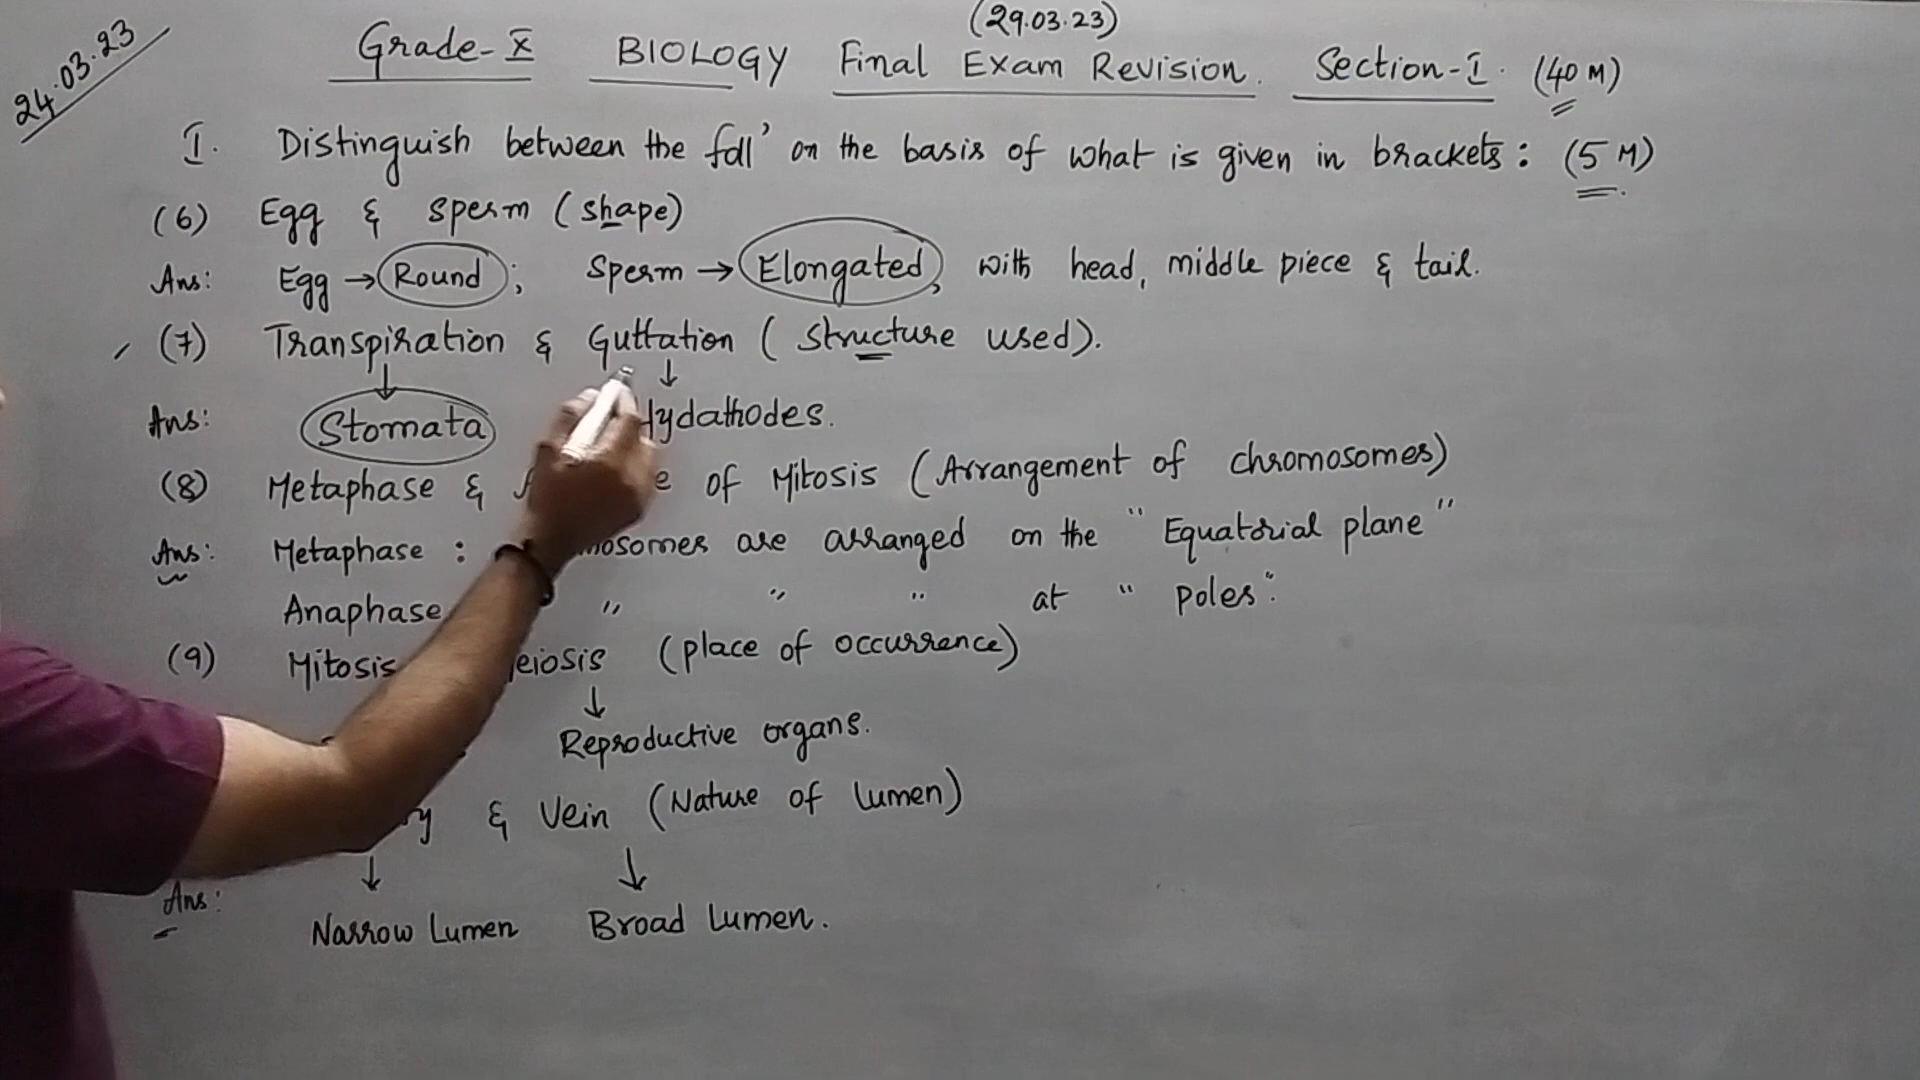 24.03.23
(29.03.23)
Grade-X BIOLOGY Final Exam Revision. Section-I. (40 M)
I. Distinguish between the foll' on the basis of what is given in brackets: (5 M)
(6) Egg & Sperm (shape)
Ans: Egg → Round; Sperm → Elongated, with head, middle piece & tail.
(7) Transpiration & Guttation (Structure used).
↓ ↓
Ans: Stomata Hydathodes.
(8) Metaphase & of Mitosis (Arrangement of chromosomes)
Ans: Metaphase : are arranged on the "Equatorial plane"
Anaphase " " " at "poles".
(9) Mitosis Meiosis (place of occurrence)
↓
Reproductive organs.
& Vein (Nature of lumen)
↓ ↓
Ans:
Narrow Lumen Broad Lumen.